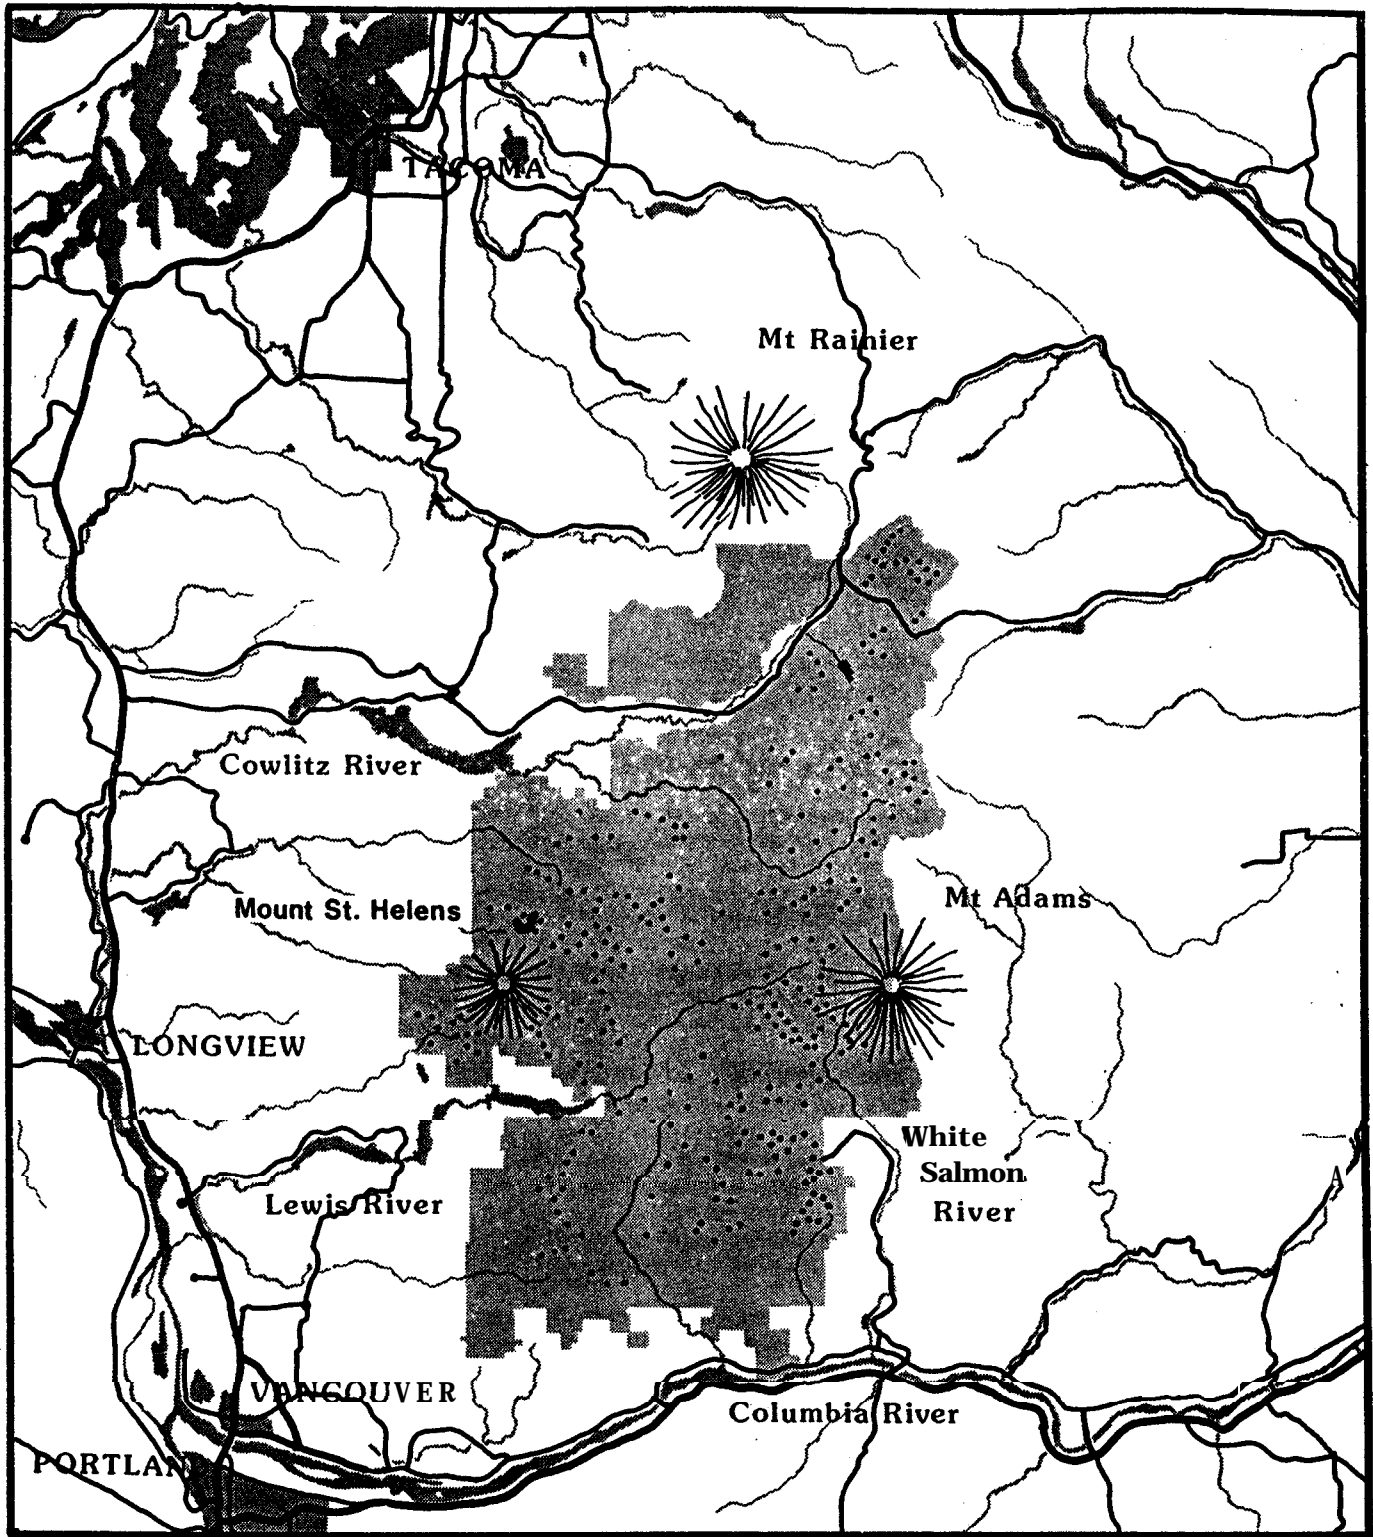 TACOMA
Mt Rainier
Cowlitz River
Mt Adams
Mount St. Helens
LONGVIEW
White
Salmon
River
A
Lewis River
VANCOUVER
Columbia River
PORTLAND